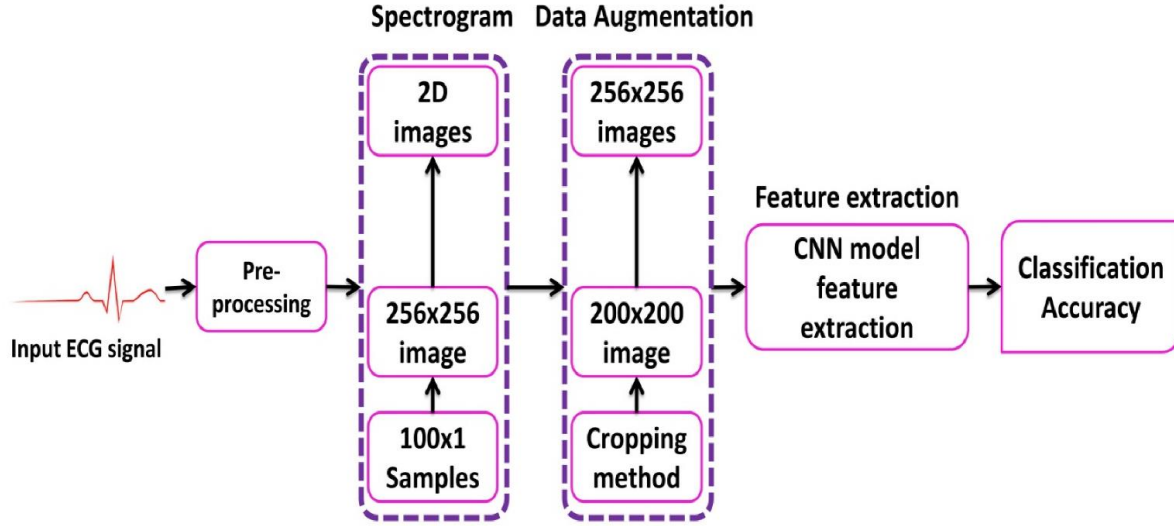 Spectrogram
Data Augmentation
2D
images
256x256
images
Feature extraction
Pre-
processing
256x256
image
200x200
image
CNN model
feature
extraction
Classification
Accuracy
Input ECG signal
100x1
Samples
Cropping
method